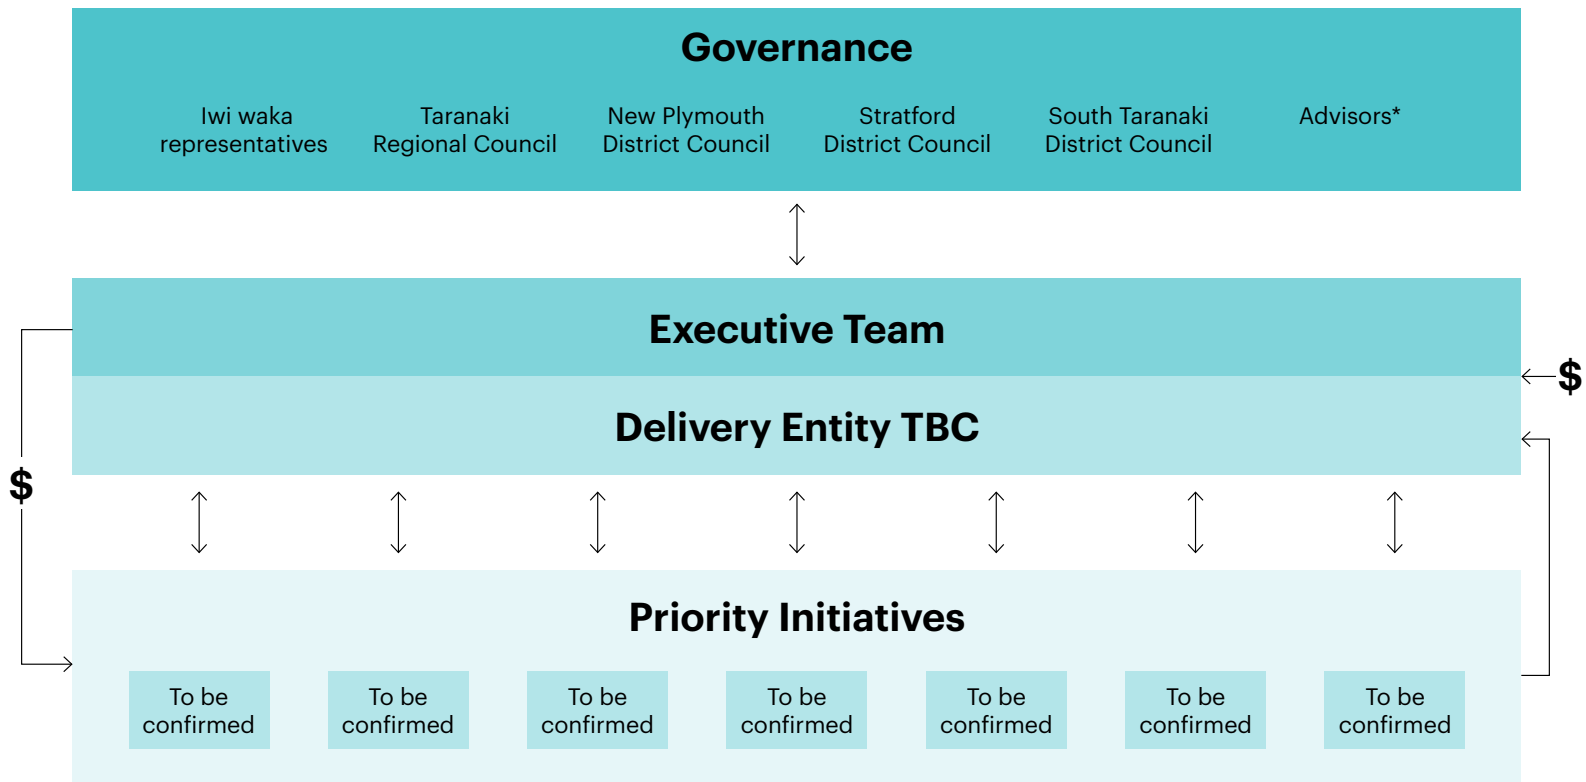 Governance
Iwi waka
representatives
Taranaki
Regional Council
New Plymouth
District Council
Stratford
District Council
South Taranaki
District Council
Advisors*
Executive Team
$
Delivery Entity TBC
$
Priority Initiatives
To be
confirmed
To be
confirmed
To be
confirmed
To be
confirmed
To be
confirmed
To be
confirmed
To be
confirmed